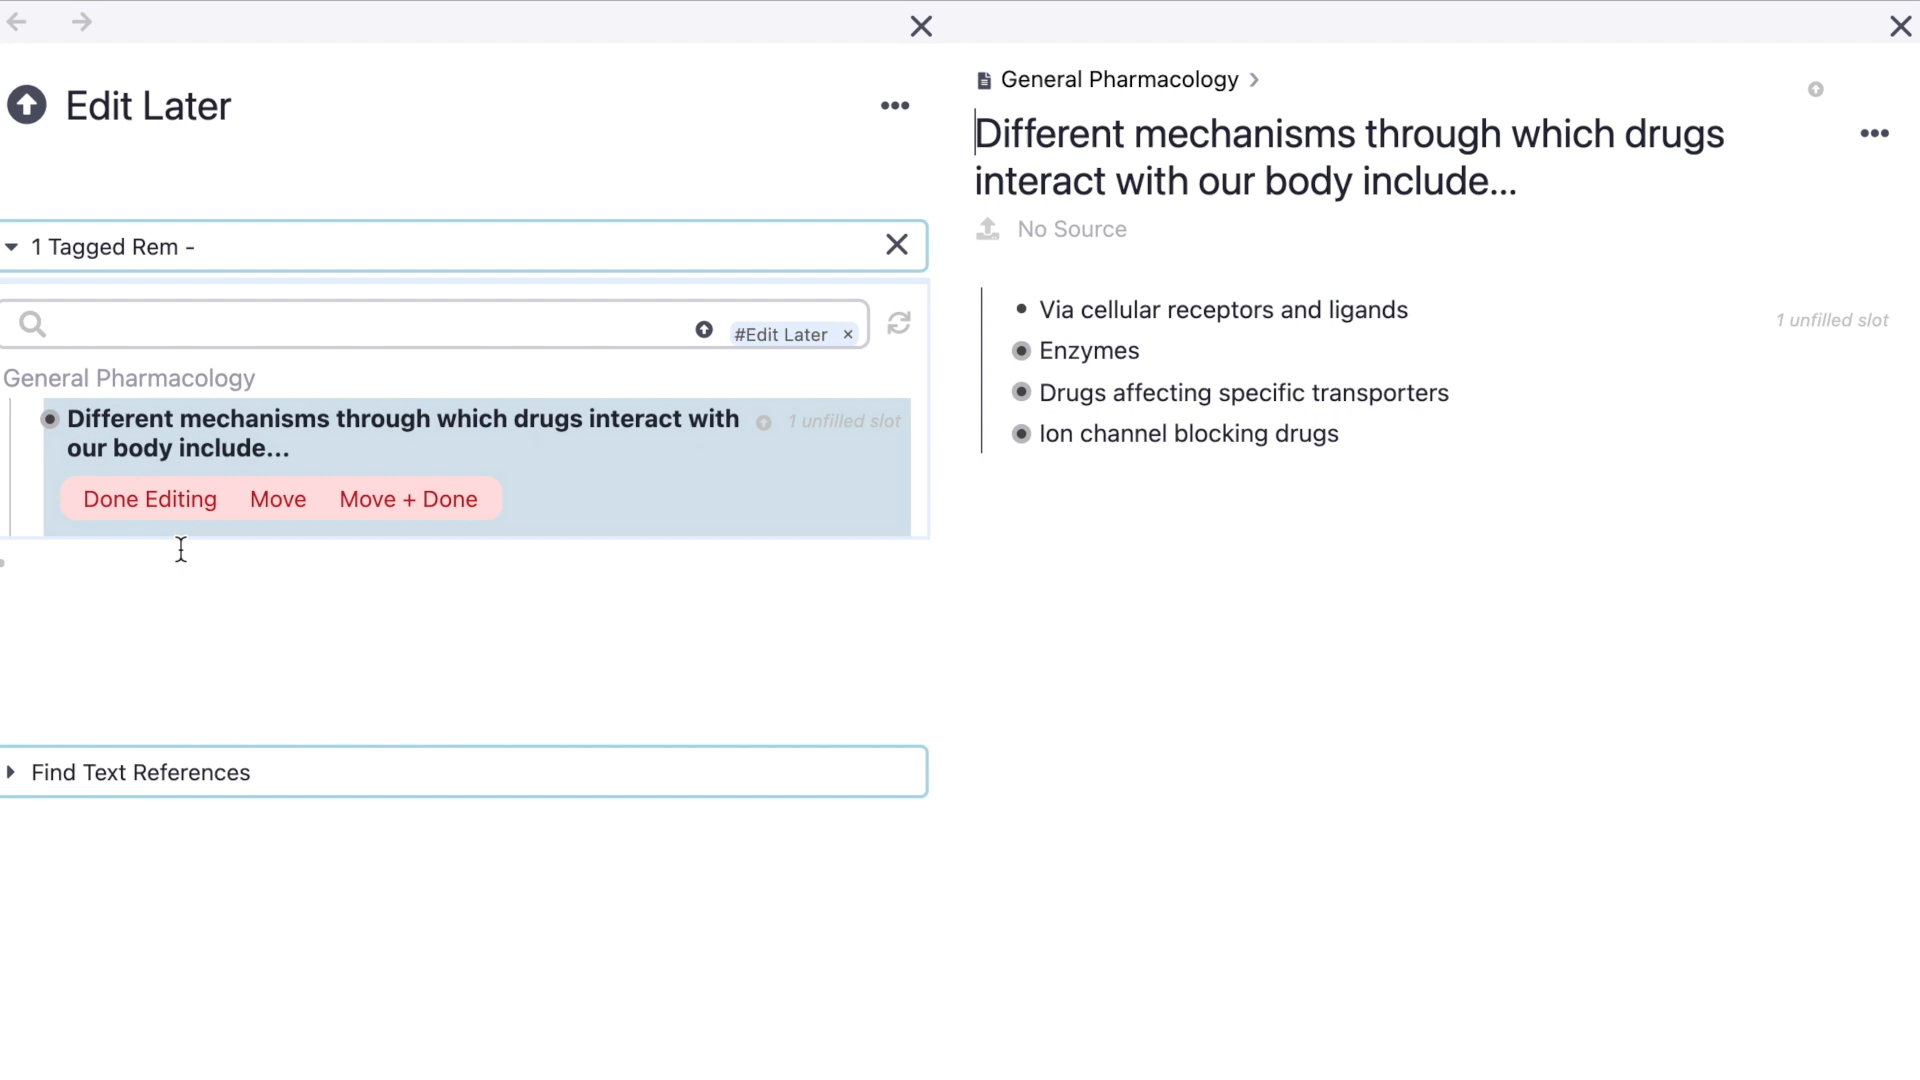 Edit Later
1 Tagged Rem -
#Edit Later ×
General Pharmacology
Different mechanisms through which drugs interact with
our body include...
1 unfilled slot
Done Editing Move Move + Done
Find Text References
General Pharmacology >
Different mechanisms through which drugs
interact with our body include...
No Source
• Via cellular receptors and ligands
1 unfilled slot
• Enzymes
• Drugs affecting specific transporters
• Ion channel blocking drugs